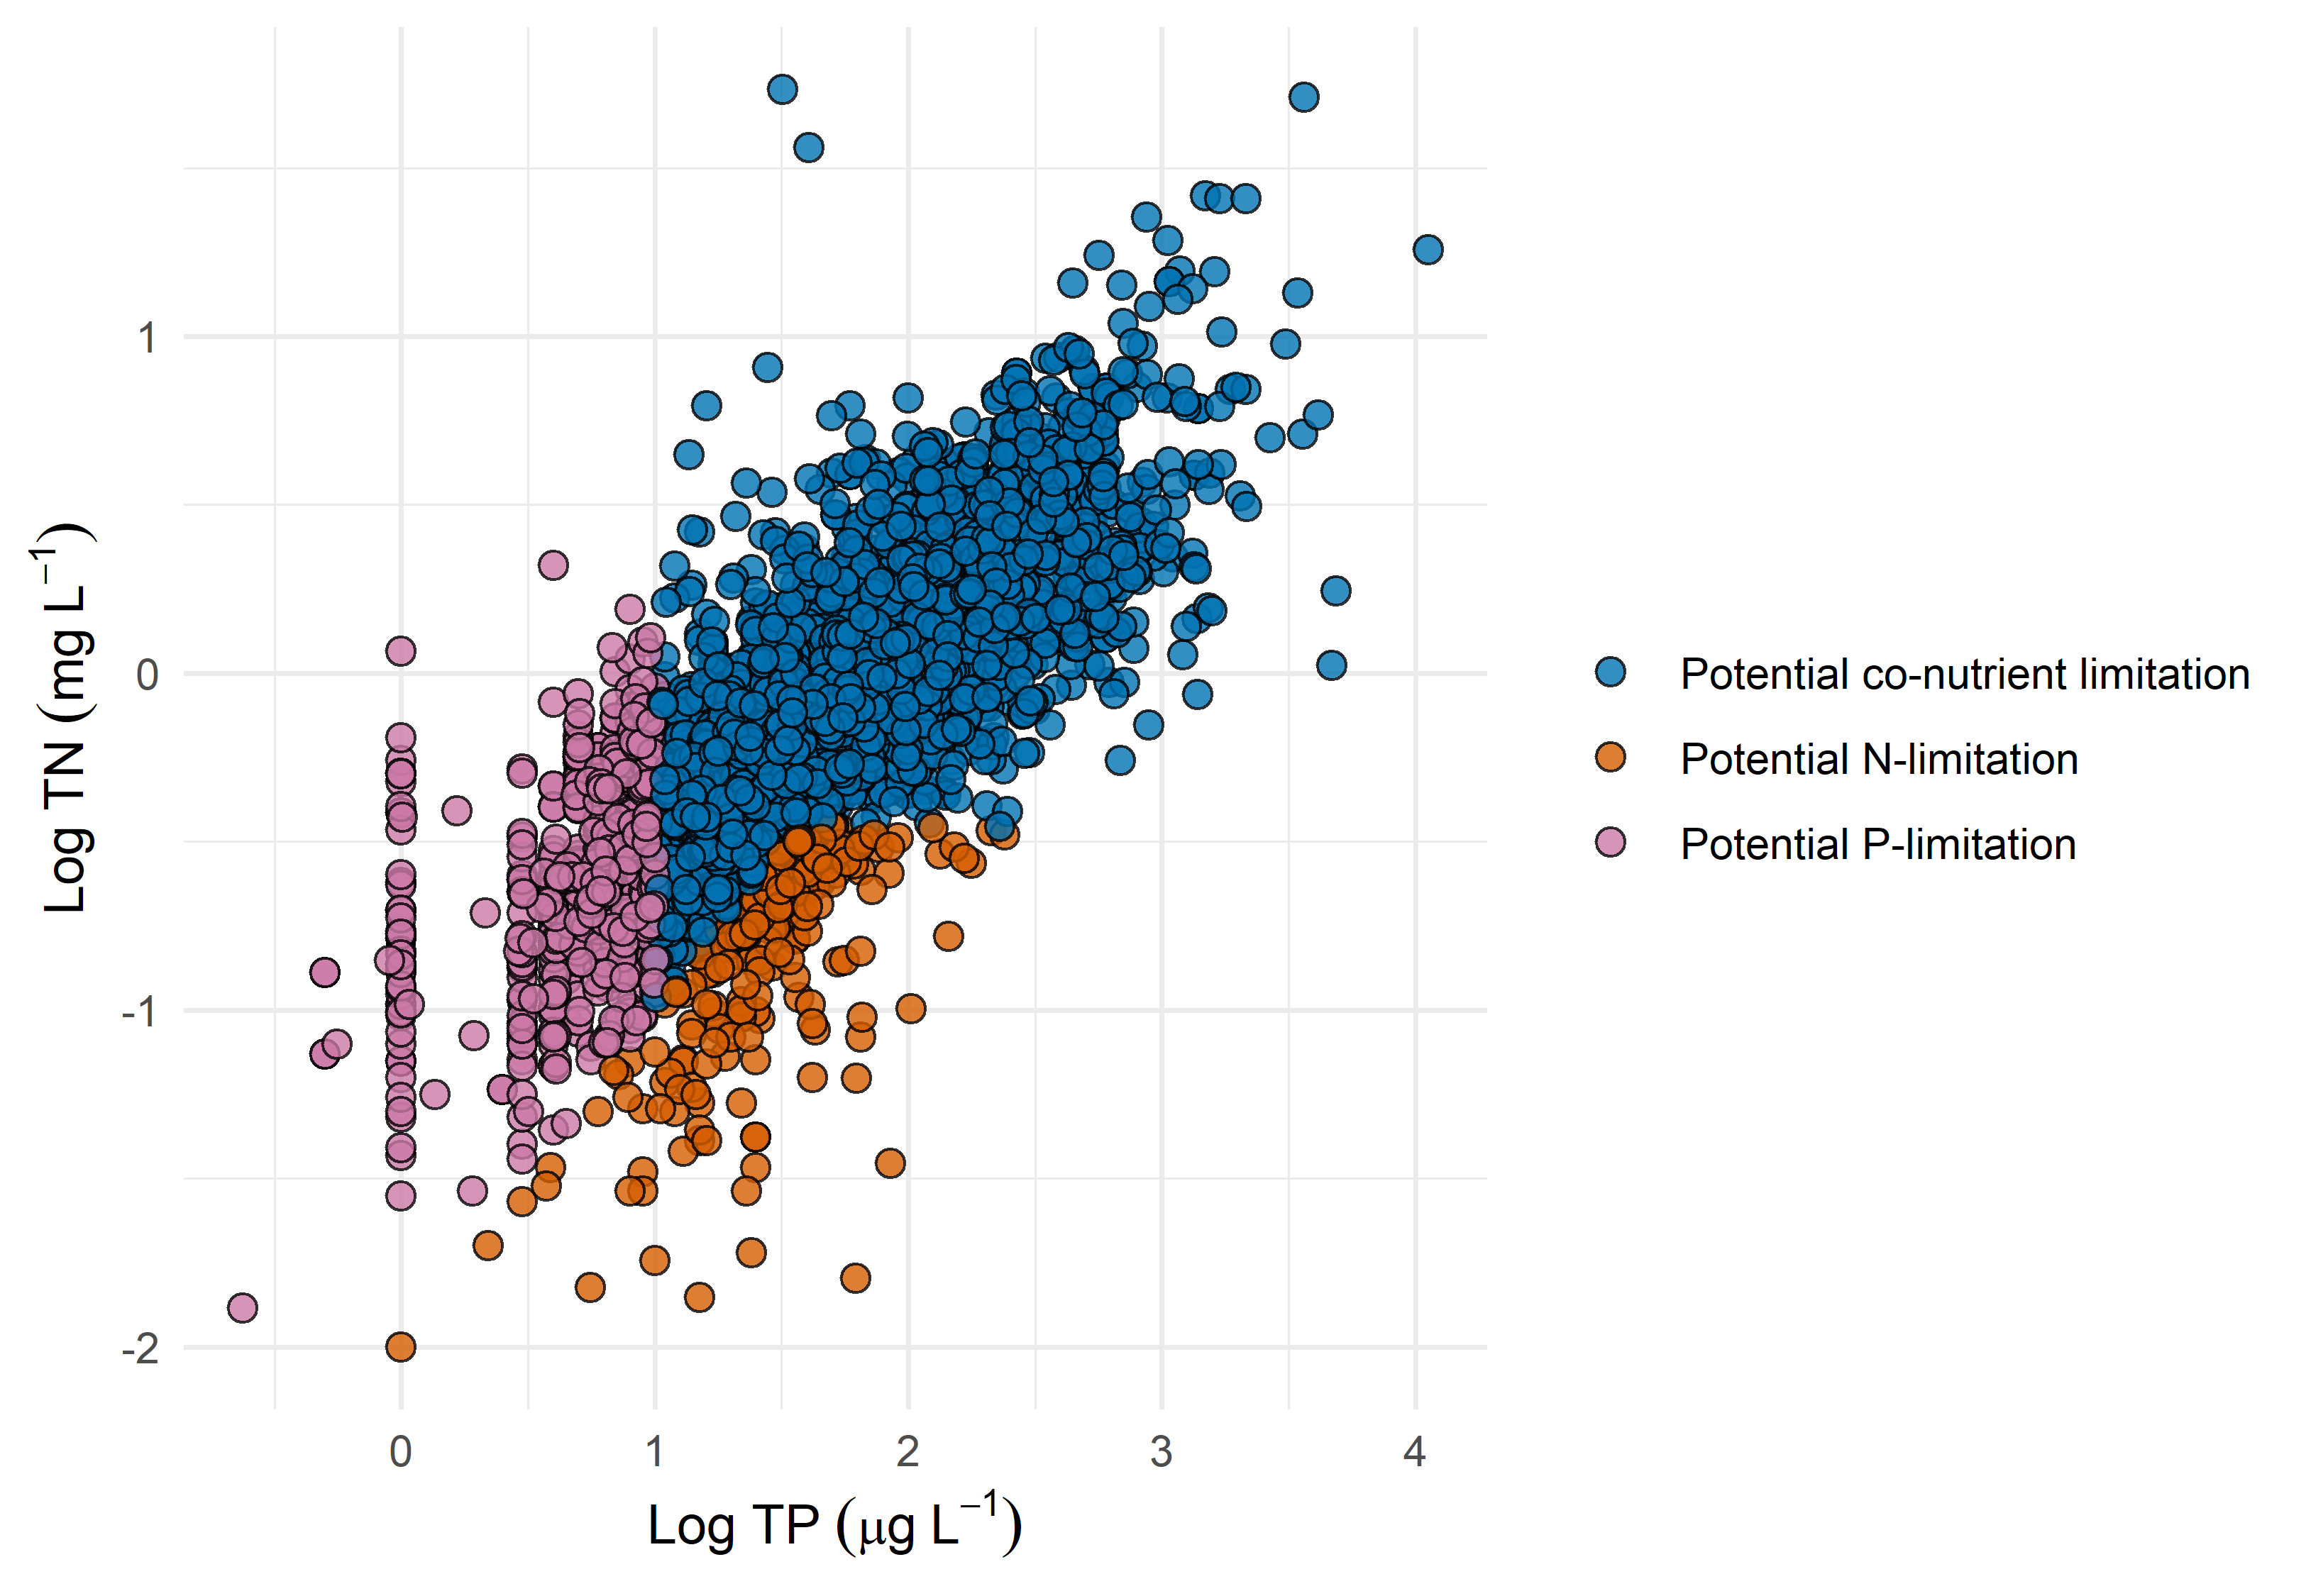 Log TN (mg L⁻¹)
1
0
-1
-2
0 1 2 3 4
Log TP (μg L⁻¹)
Potential co-nutrient limitation
Potential N-limitation
Potential P-limitation